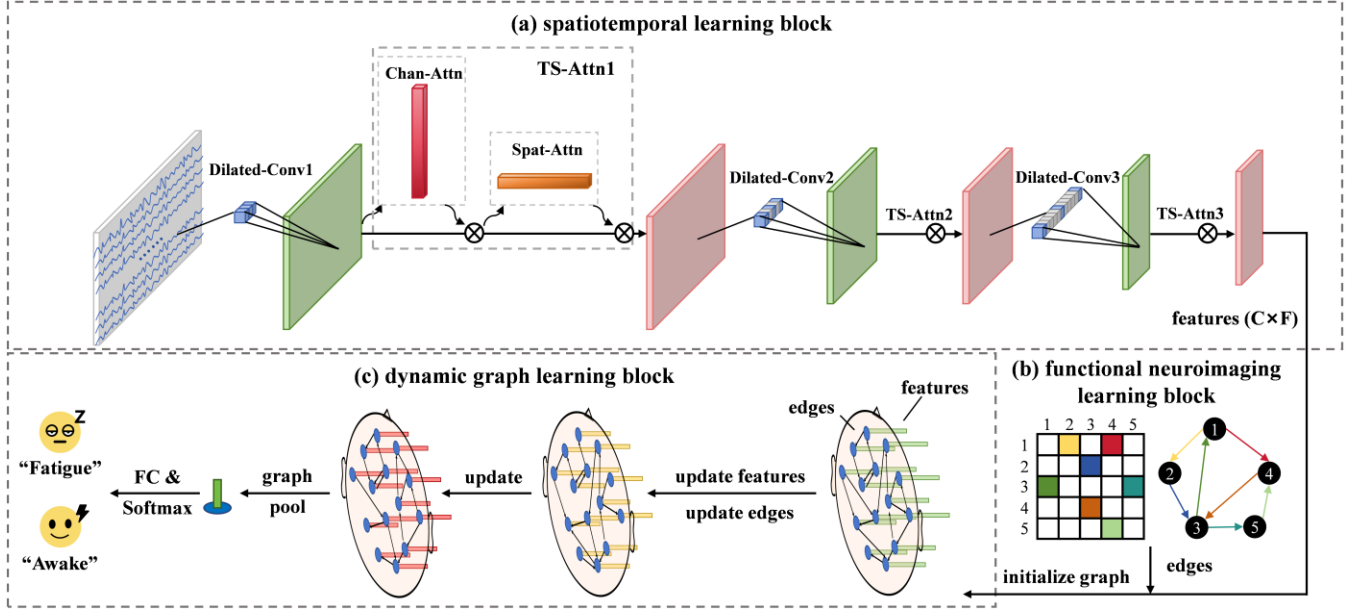 (a) spatiotemporal learning block
TS-Attn1
Chan-Attn
Spat-Attn
Dilated-Conv1
Dilated-Conv2
TS-Attn2
Dilated-Conv3
TS-Attn3
features (C×F)
(b) functional neuroimaging
learning block
1 2 3 4 5
1
2
3
4
5
1
2
3
4
5
edges
initialize graph
(c) dynamic graph learning block
features
edges
update features
update edges
update
graph
pool
FC &
Softmax
Z
“Fatigue”
“Awake”